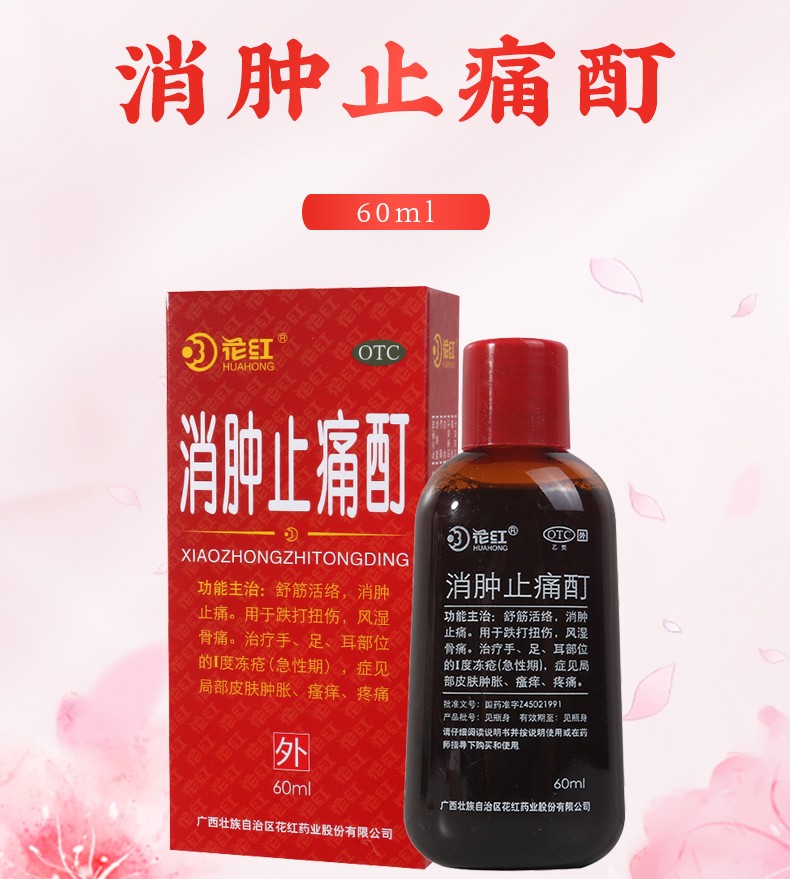 消肿止痛酊
60ml
花红®
HUAHONG
OTC
消肿止痛酊
XIAOZHONGZHITONGDING
功能主治：舒筋活络，消肿
止痛。用于跌打扭伤，风湿
骨痛。治疗手、足、耳部位
的I度冻疮（急性期），症见
局部皮肤肿胀、瘙痒、疼痛
外
60ml
广西壮族自治区花红药业股份有限公司
花红®
HUAHONG
OTC
乙类
外
消肿止痛酊
功能主治：舒筋活络，消肿
止痛。用于跌打扭伤，风湿
骨痛。治疗手、足、耳部位
的I度冻疮(急性期)，症见局
部皮肤肿胀、瘙痒、疼痛。
批准文号：国药准字Z45021991
产品批号：见瓶身 有效期至：见瓶身
请仔细阅读说明书并按说明使用或在药
师指导下购买和使用
60ml
广西壮族自治区花红药业股份有限公司